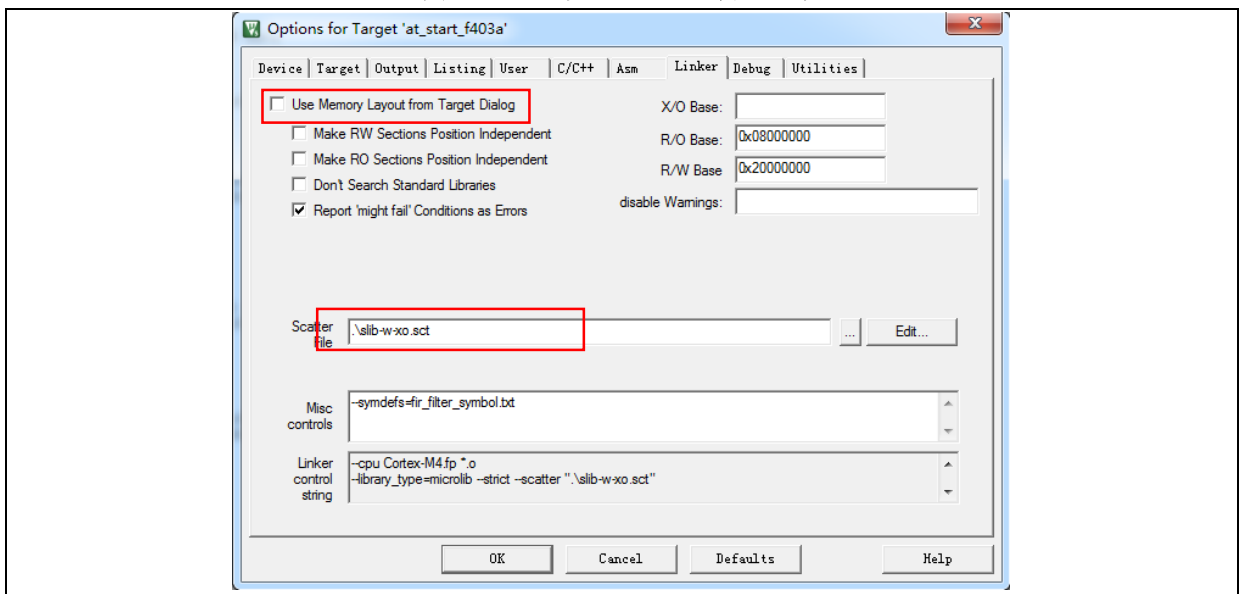 Options for Target 'at_start_f403a'
Device Target Output Listing User C/C++ Asm Linker Debug Utilities
Use Memory Layout from Target Dialog
X/O Base:
Make RW Sections Position Independent
R/O Base: 0x08000000
Make RO Sections Position Independent
R/W Base 0x20000000
Don't Search Standard Libraries
disable Warnings:
Report 'might fail' Conditions as Errors
Scatter File
.\slib-w-xo.sct
... Edit...
Misc controls
--symdefs=fir_filter_symbol.txt
Linker control string
--cpu Cortex-M4.fp *.o
--library_type=microlib --strict --scatter ".\slib-w-xo.sct"
OK Cancel Defaults Help